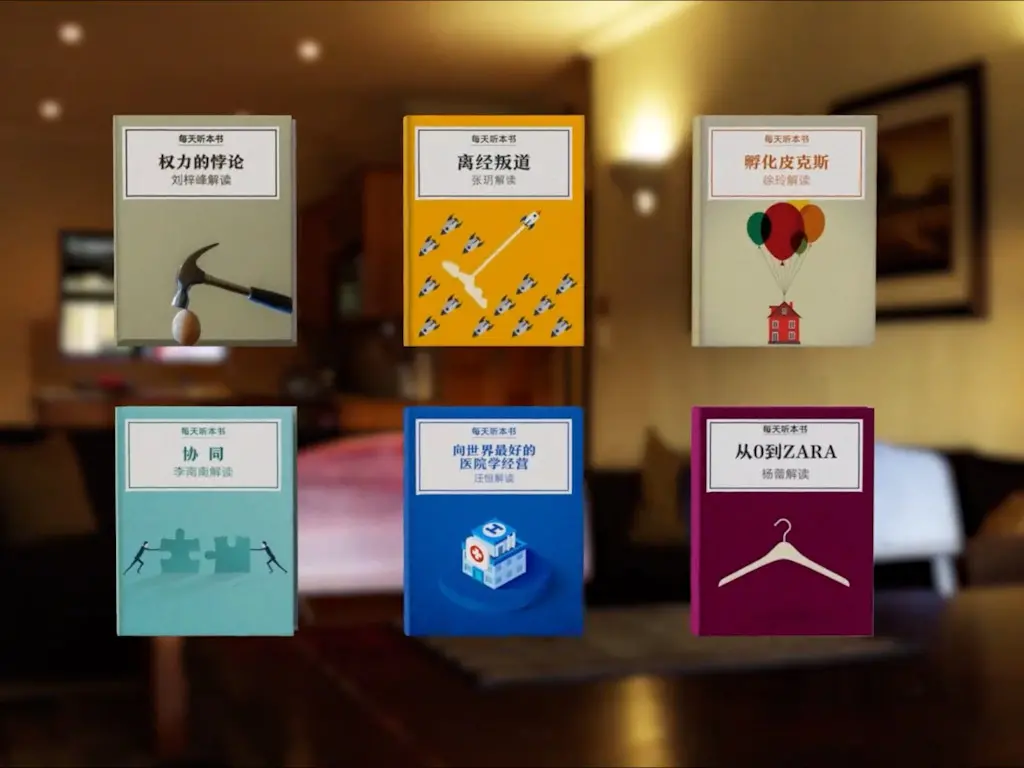 每天听本书
权力的悖论
刘梓峰解读
每天听本书
离经叛道
张玥解读
每天听本书
孵化皮克斯
徐玲解读
每天听本书
协 同
李南南解读
每天听本书
向世界最好的
医院学经营
汪恒解读
每天听本书
从0到ZARA
杨蕾解读
H